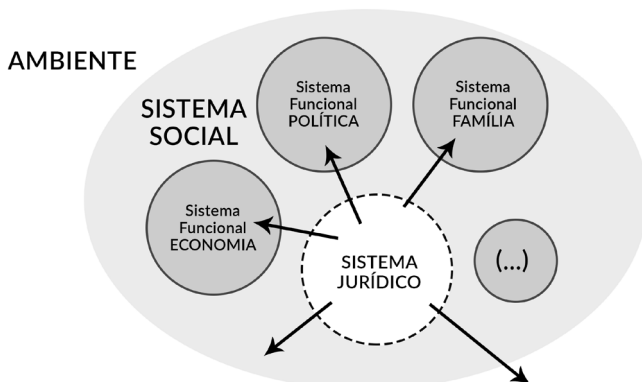 AMBIENTE
SISTEMA
SOCIAL
Sistema
Funcional
POLÍTICA
Sistema
Funcional
FAMÍLIA
Sistema
Funcional
ECONOMIA
SISTEMA
JURÍDICO
(...)